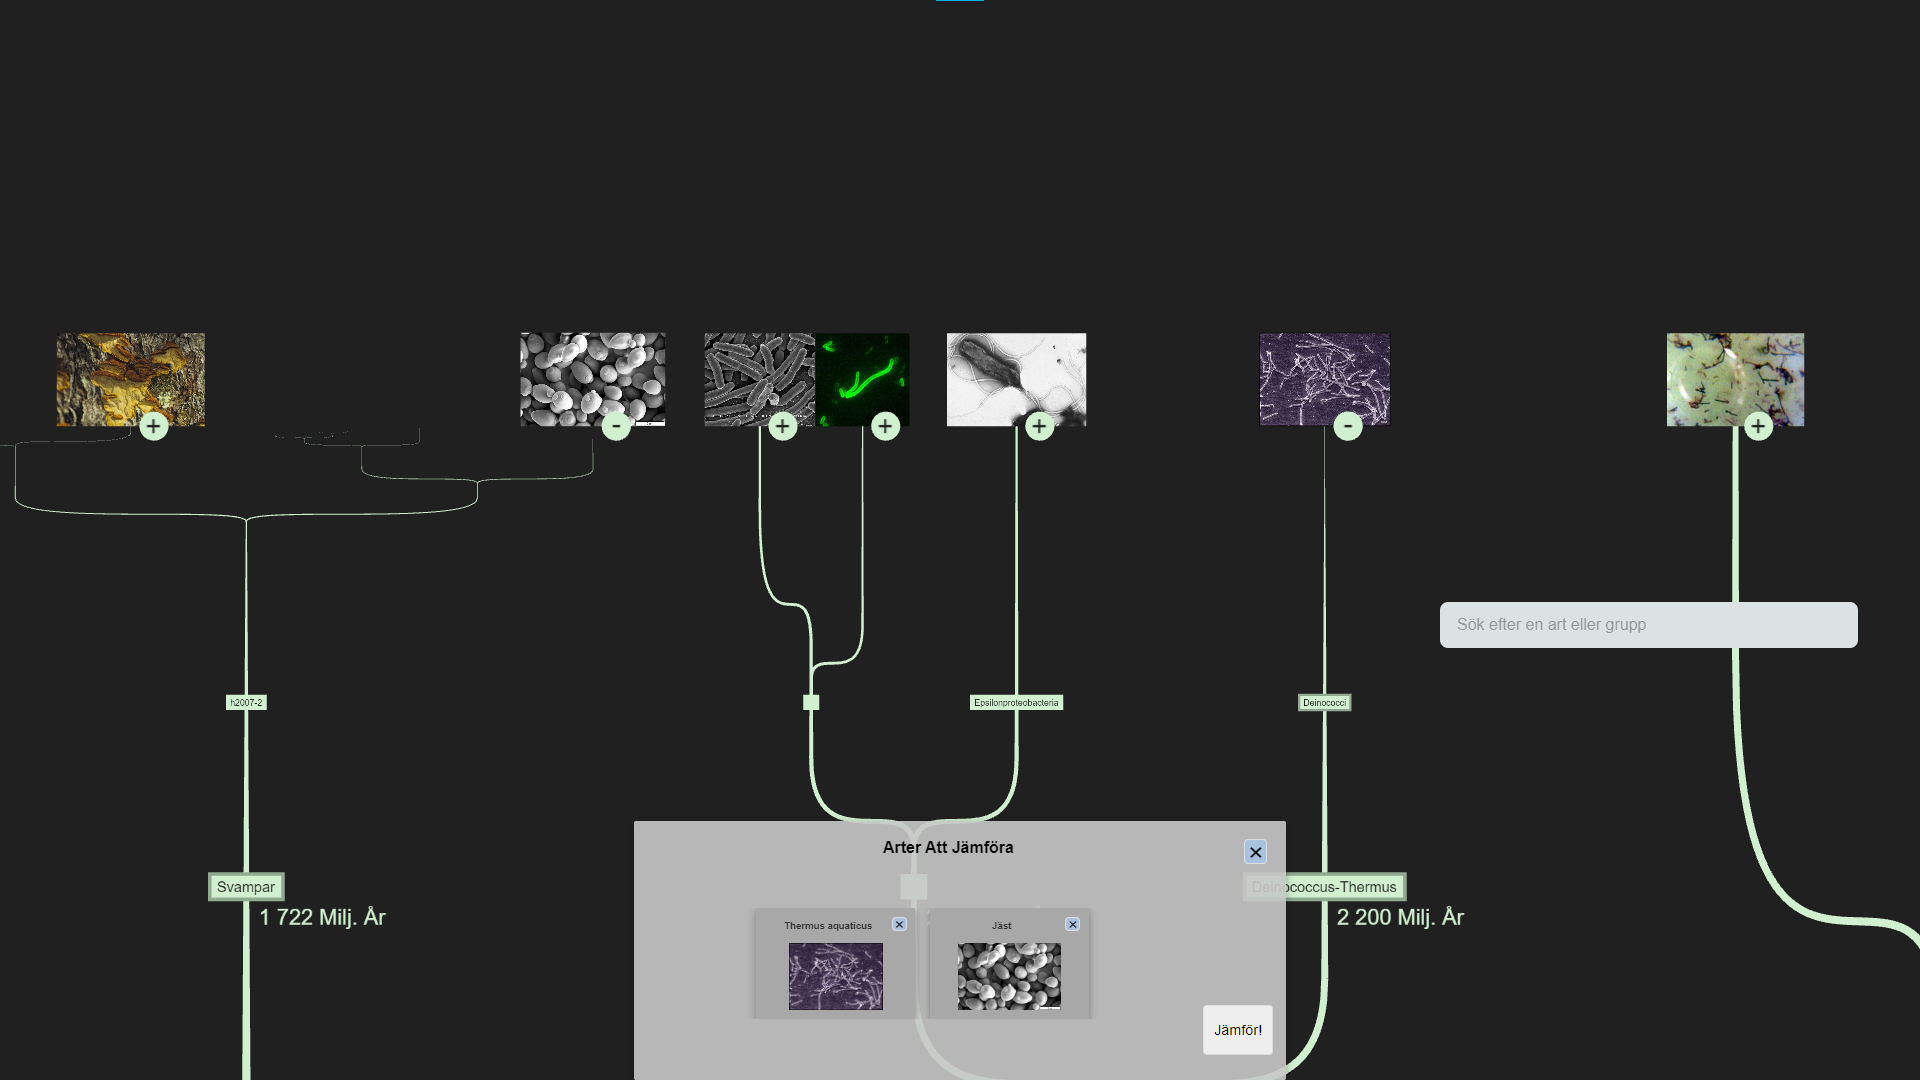 Sök efter en art eller grupp
h2007-2
Epsilonproteobacteria
Deinococci
Arter Att Jämföra
Svampar
Deinococcus-Thermus
1 722 Milj. År
2 200 Milj. År
Thermus aquaticus
Jäst
Jämför!